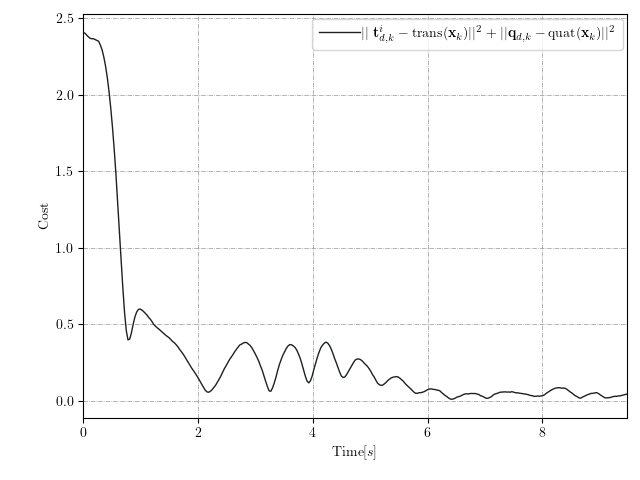 2.5
|| t^i_{d,k} − trans(x_k)||^2 + ||q_{d,k} − quat(x_k)||^2
2.0
1.5
Cost
1.0
0.5
0.0
0 2 4 6 8
Time[s]